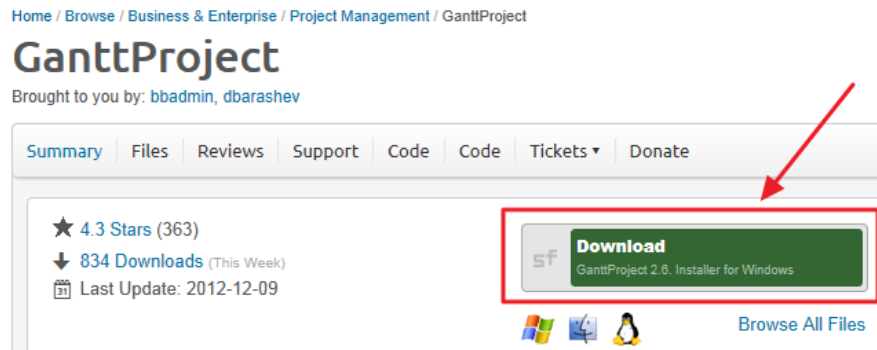 Home / Browse / Business & Enterprise / Project Management / GanttProject
GanttProject
Brought to you by: bbadmin, dbarashev
Summary Files Reviews Support Code Code Tickets ▾ Donate
4.3 Stars (363)
834 Downloads (This Week)
31 Last Update: 2012-12-09
sf Download
GanttProject 2.6. Installer for Windows
Browse All Files